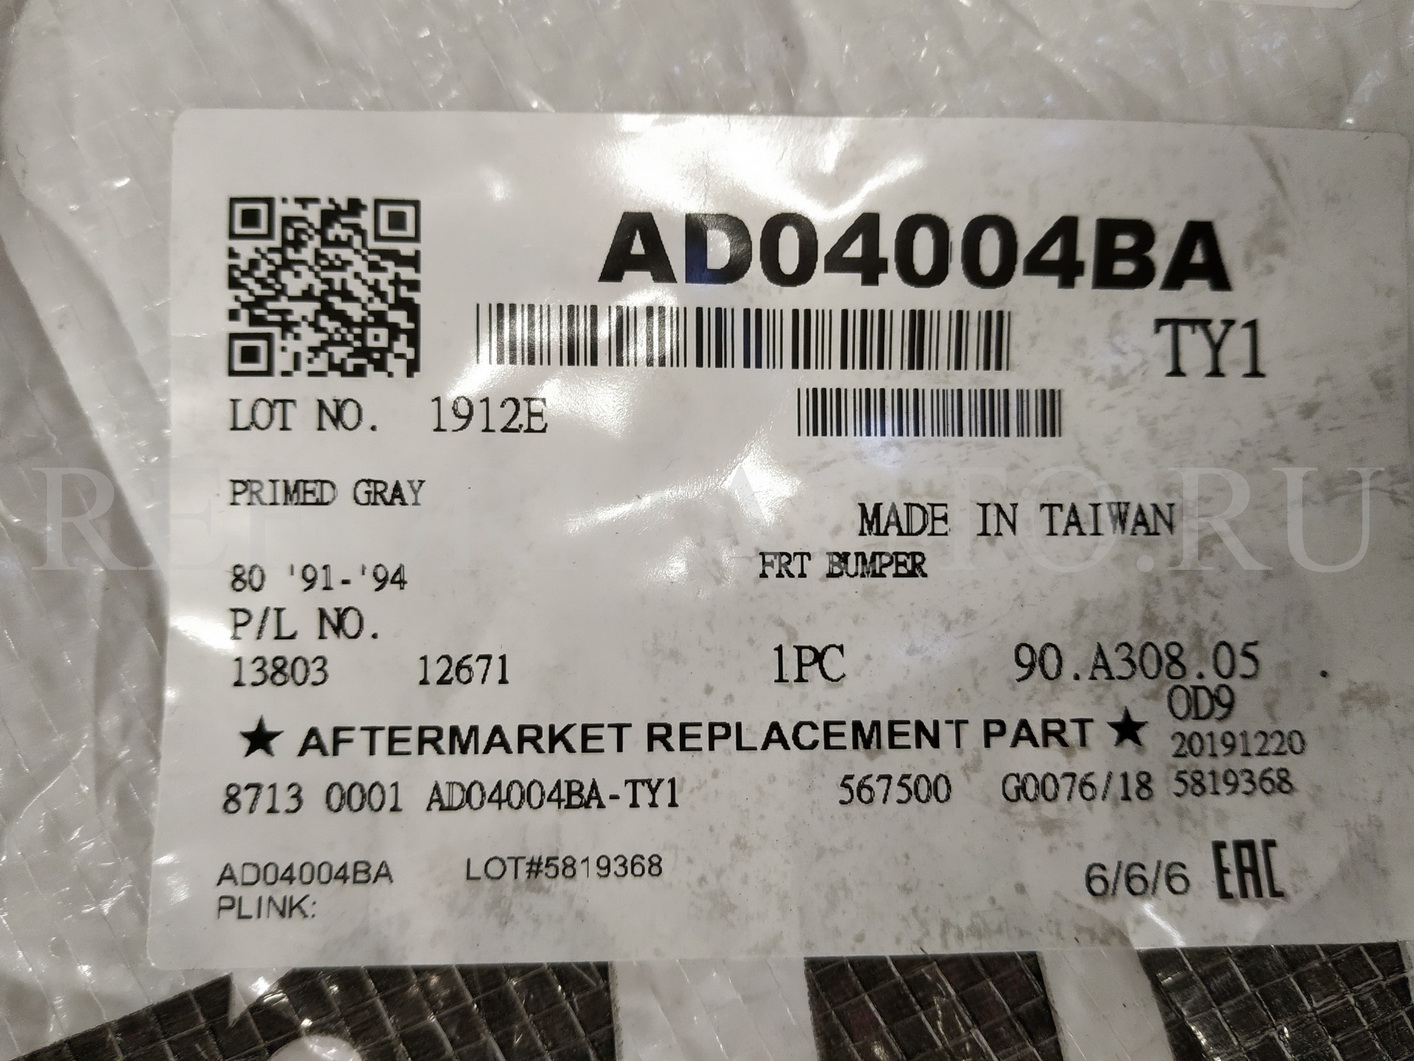 AD04004BA
TY1
LOT NO. 1912E
PRIMED GRAY
MADE IN TAIWAN
FRT BUMPER
80 '91-'94
P/L NO.
13803 12671 1PC 90.A308.05 .
★ AFTERMARKET REPLACEMENT PART ★ OD9
20191220
8713 0001 AD04004BA-TY1 567500 G0076/18 5819368
AD04004BA LOT#5819368 6/6/6 EAC
PLINK: